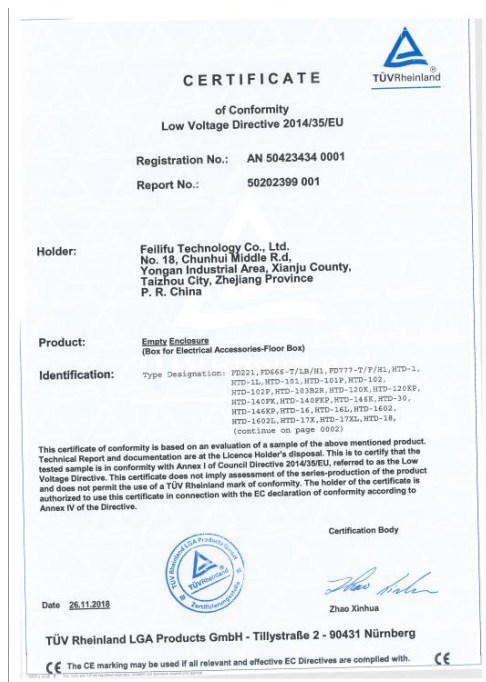 TÜVRheinland®
CERTIFICATE
of Conformity
Low Voltage Directive 2014/35/EU
Registration No.: AN 50423434 0001
Report No.: 50202399 001
Holder: Feilifu Technology Co., Ltd.
No. 18, Chunhui Middle R.d,
Yongan Industrial Area, Xianju County,
Taizhou City, Zhejiang Province
P. R. China
Product: Empty Enclosure
(Box for Electrical Accessories-Floor Box)
Identification: Type Designation: FD221, FD666-T/LB/H1, FD777-T/F/H1, HTD-1,
HTD-1L, HTD-101, HTD-101P, HTD-102,
HTD-102P, HTD-103B2R, HTD-120K, HTD-120KP,
HTD-140FK, HTD-140FKP, HTD-146K, HTD-30,
HTD-146KP, HTD-16, HTD-16L, HTD-1602,
HTD-1602L, HTD-17X, HTD-17XL, HTD-18,
(continue on page 0002)
This certificate of conformity is based on an evaluation of a sample of the above mentioned product.
Technical Report and documentation are at the Licence Holder's disposal. This is to certify that the
tested sample is in conformity with Annex I of Council Directive 2014/35/EU, referred to as the Low
Voltage Directive. This certificate does not imply assessment of the series-production of the product
and does not permit the use of a TÜV Rheinland mark of conformity. The holder of the certificate is
authorized to use this certificate in connection with the EC declaration of conformity according to
Annex IV of the Directive.
Certification Body
TÜV Rheinland LGA Products GmbH
TÜVRheinland
Zertifizierungsstelle
Date 26.11.2018
Zhao Xinhua
TÜV Rheinland LGA Products GmbH - Tillystraße 2 - 90431 Nürnberg
CE The CE marking may be used if all relevant and effective EC Directives are complied with. CE